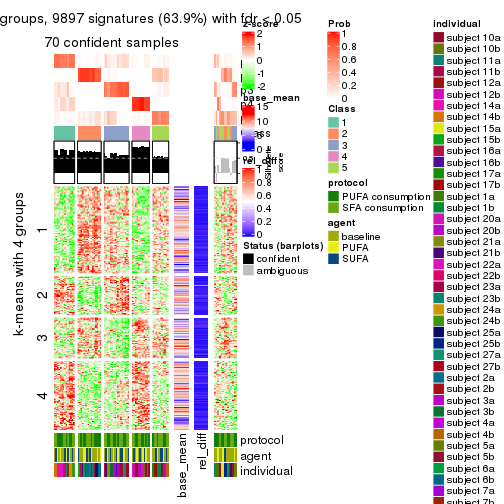 groups, 9897 signatures (63.9%) with fdr < 0.05
70 confident samples
k-means with 4 groups
1
2
3
4
base_mean
rel_diff
protocol
agent
individual
z-score
2
1
0
-1
-2
base_mean
15
10
5
0
rel_diff
1
0.8
0.6
0.4
0.2
0
Silhouette
score
Status (barplots)
confident
ambiguous
Prob
1
0.8
0.6
0.4
0.2
0
Class
1
2
3
4
5
protocol
PUFA consumption
SFA consumption
agent
baseline
PUFA
SUFA
individual
subject 10a
subject 10b
subject 11a
subject 11b
subject 12a
subject 12b
subject 14a
subject 14b
subject 15a
subject 15b
subject 16a
subject 16b
subject 17a
subject 17b
subject 1a
subject 1b
subject 20a
subject 20b
subject 21a
subject 21b
subject 22a
subject 22b
subject 23a
subject 23b
subject 24a
subject 24b
subject 25a
subject 25b
subject 27a
subject 27b
subject 2a
subject 2b
subject 3a
subject 3b
subject 4a
subject 4b
subject 5a
subject 5b
subject 6a
subject 6b
subject 7a
subject 7b